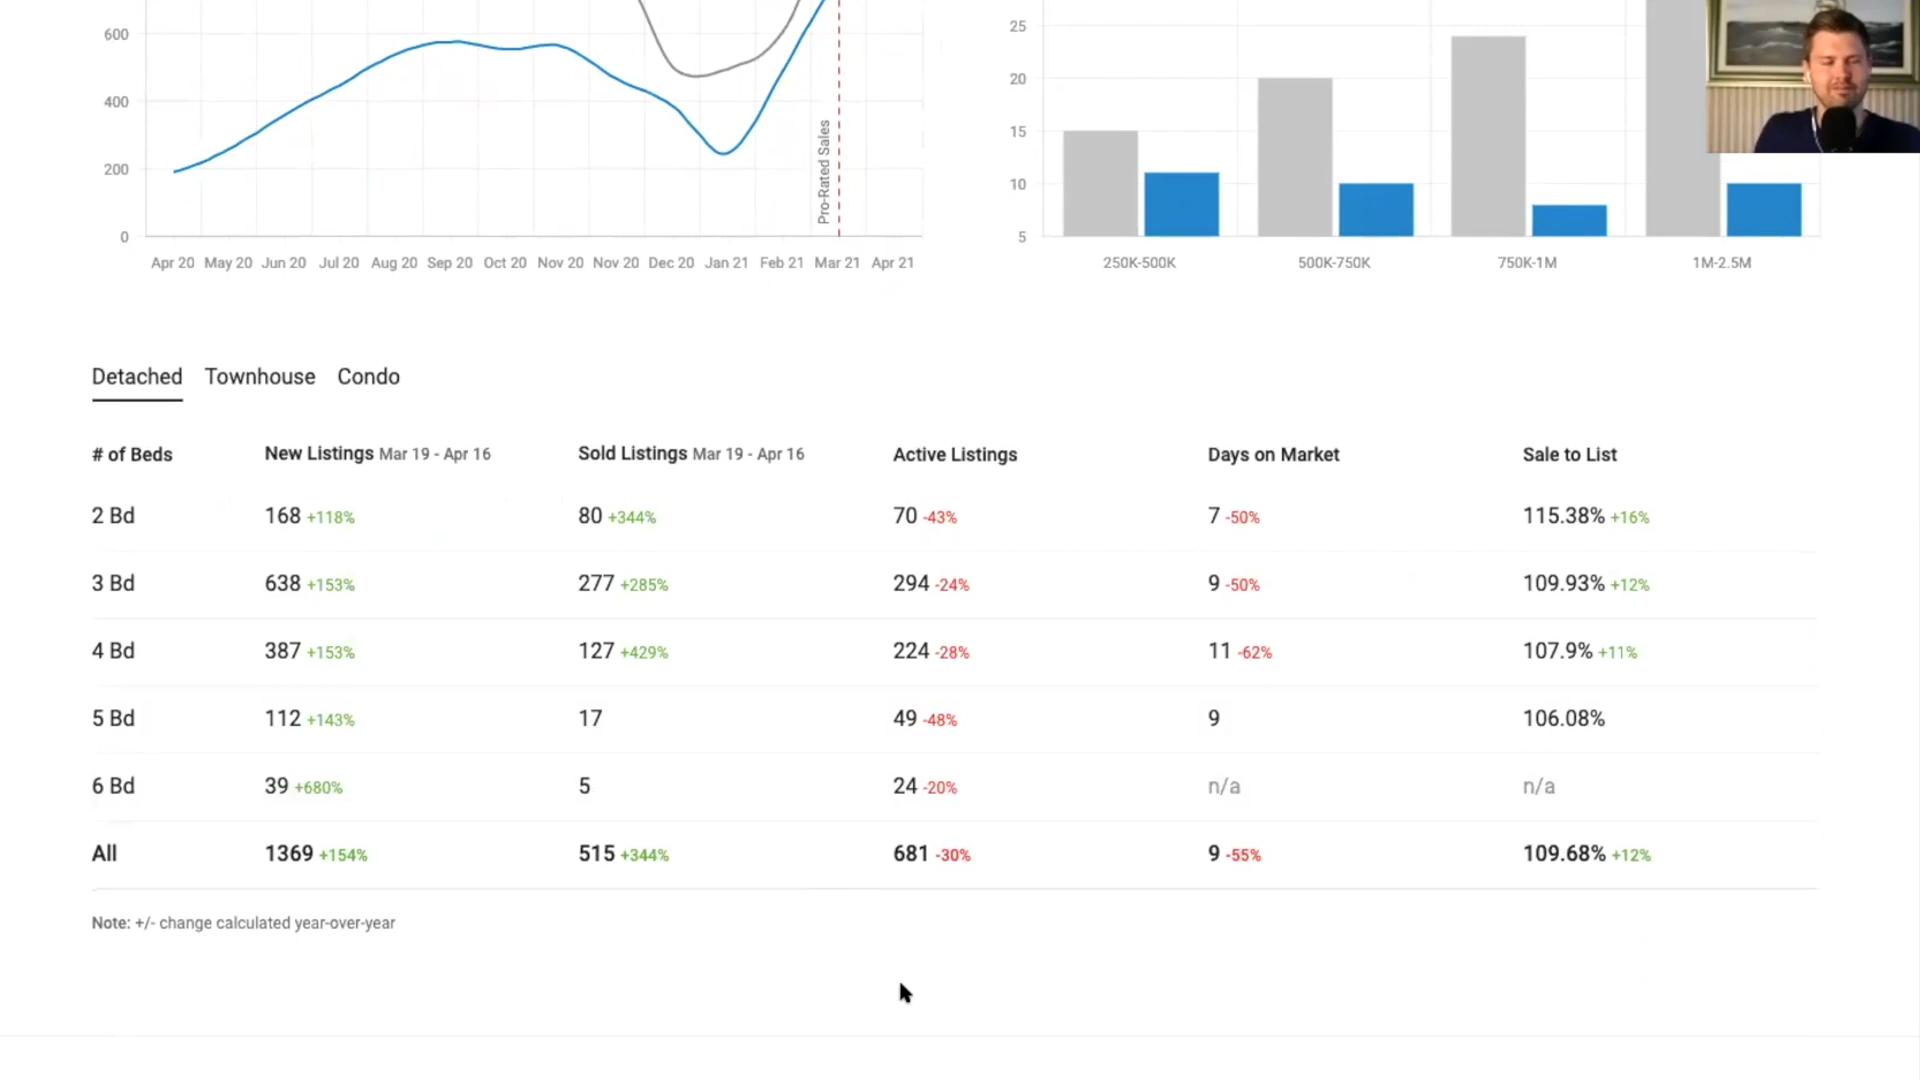 600
400
200
0
Pro-Rated Sales
Apr 20 May 20 Jun 20 Jul 20 Aug 20 Sep 20 Oct 20 Nov 20 Nov 20 Dec 20 Jan 21 Feb 21 Mar 21 Apr 21
25
20
15
10
5
250K-500K 500K-750K 750K-1M 1M-2.5M
Detached Townhouse Condo
# of Beds New Listings Mar 19 - Apr 16 Sold Listings Mar 19 - Apr 16 Active Listings Days on Market Sale to List
2 Bd 168 +118% 80 +344% 70 -43% 7 -50% 115.38% +16%
3 Bd 638 +153% 277 +285% 294 -24% 9 -50% 109.93% +12%
4 Bd 387 +153% 127 +429% 224 -28% 11 -62% 107.9% +11%
5 Bd 112 +143% 17 49 -48% 9 106.08%
6 Bd 39 +680% 5 24 -20% n/a n/a
All 1369 +154% 515 +344% 681 -30% 9 -55% 109.68% +12%
Note: +/- change calculated year-over-year